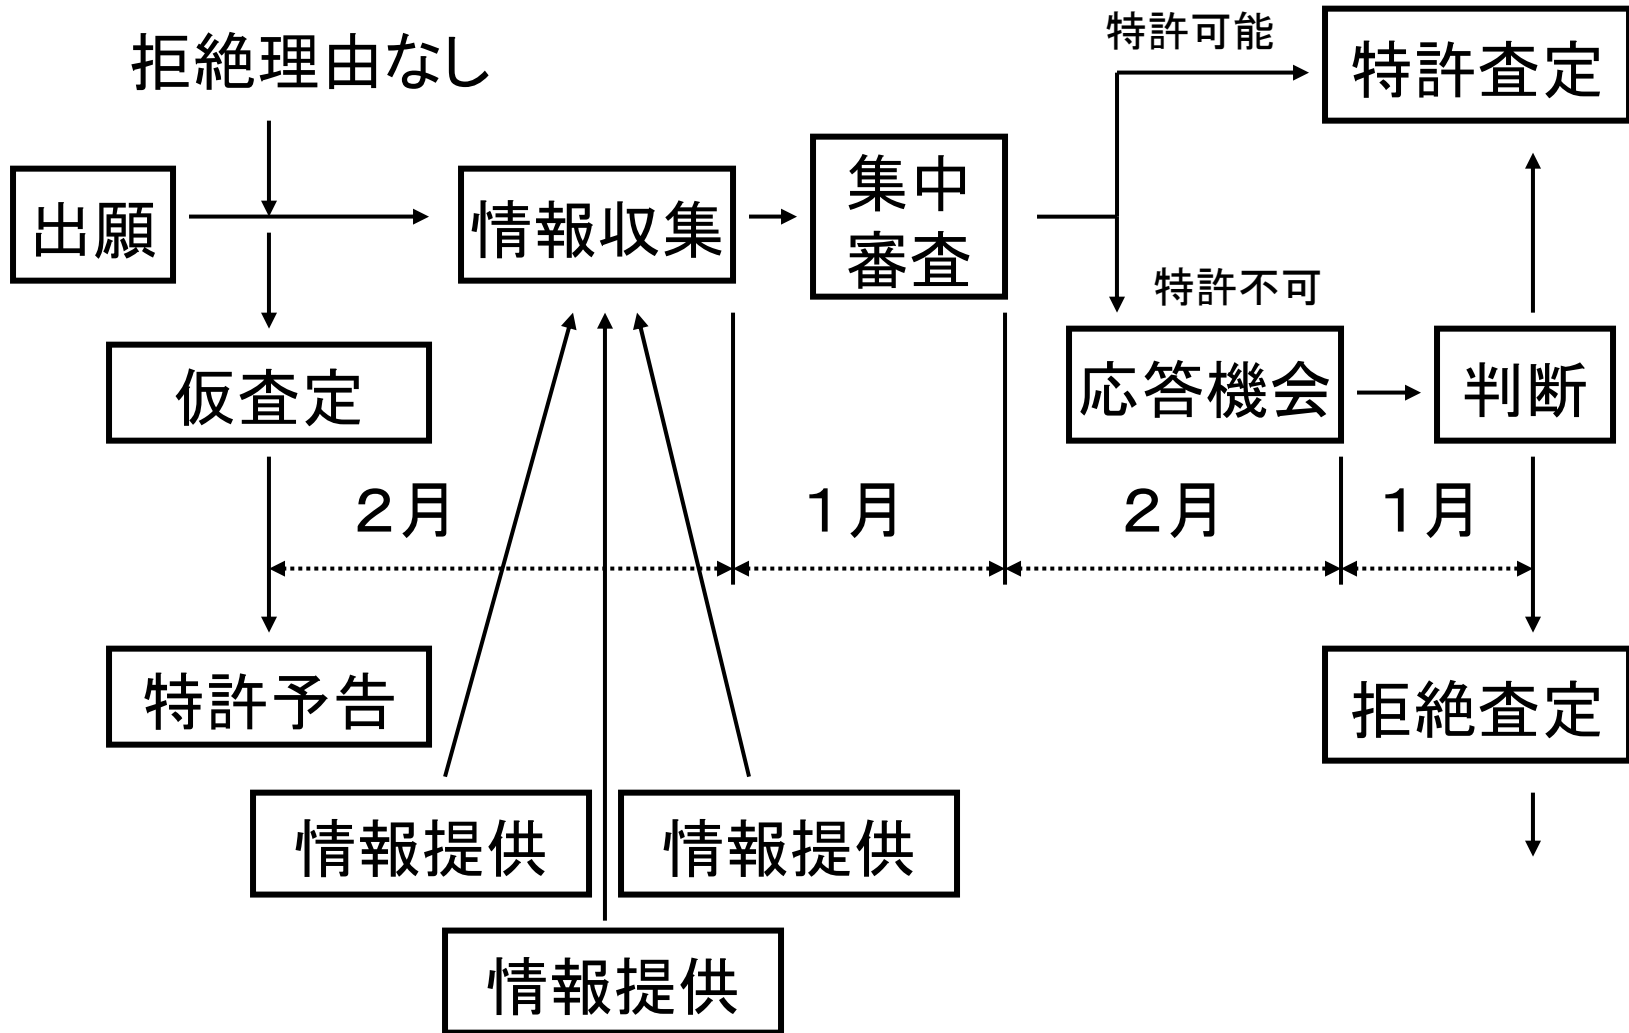 拒絶理由なし
特許可能
特許査定
出願
情報収集
集中
審査
特許不可
仮査定
応答機会
判断
２月
１月
２月
１月
特許予告
拒絶査定
情報提供
情報提供
情報提供